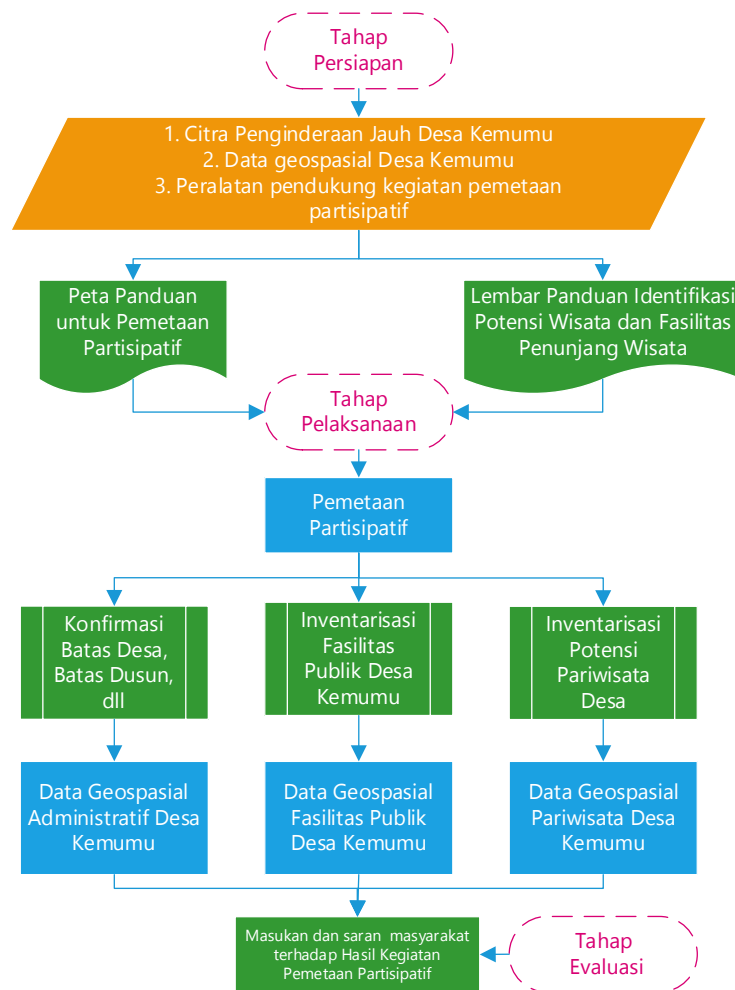 Tahap
Persiapan
1. Citra Penginderaan Jauh Desa Kemumu
2. Data geospasial Desa Kemumu
3. Peralatan pendukung kegiatan pemetaan
partisipatif
Peta Panduan
untuk Pemetaan
Partisipatif
Lembar Panduan Identifikasi
Potensi Wisata dan Fasilitas
Penunjang Wisata
Tahap
Pelaksanaan
Pemetaan
Partisipatif
Konfirmasi
Batas Desa,
Batas Dusun,
dll
Inventarisasi
Fasilitas
Publik Desa
Kemumu
Inventarisasi
Potensi
Pariwisata
Desa
Data Geospasial
Administratif Desa
Kemumu
Data Geospasial
Fasilitas Publik
Desa Kemumu
Data Geospasial
Pariwisata Desa
Kemumu
Masukan dan saran masyarakat
terhadap Hasil Kegiatan
Pemetaan Partisipatif
Tahap
Evaluasi